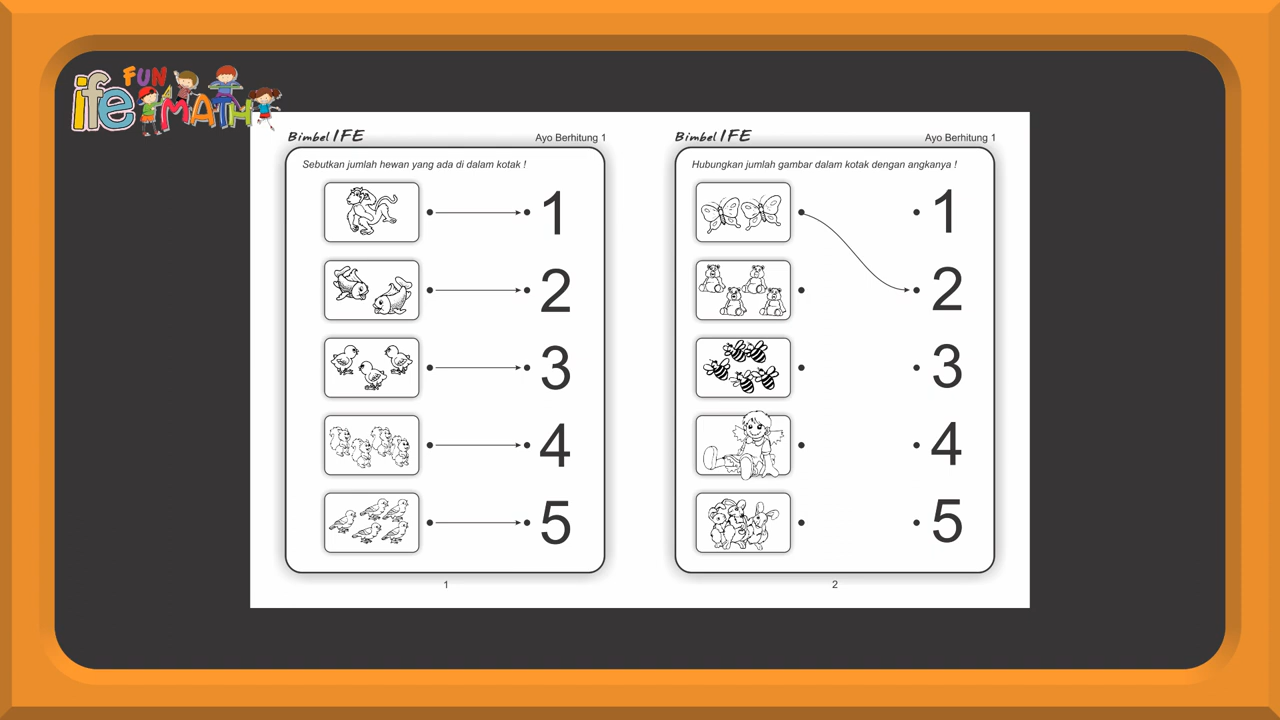 FUN
ife MATH
Bimbel IFE
Ayo Berhitung 1
Sebutkan jumlah hewan yang ada di dalam kotak !
1
2
3
4
5
1
Bimbel IFE
Ayo Berhitung 1
Hubungkan jumlah gambar dalam kotak dengan angkanya !
1
2
3
4
5
2